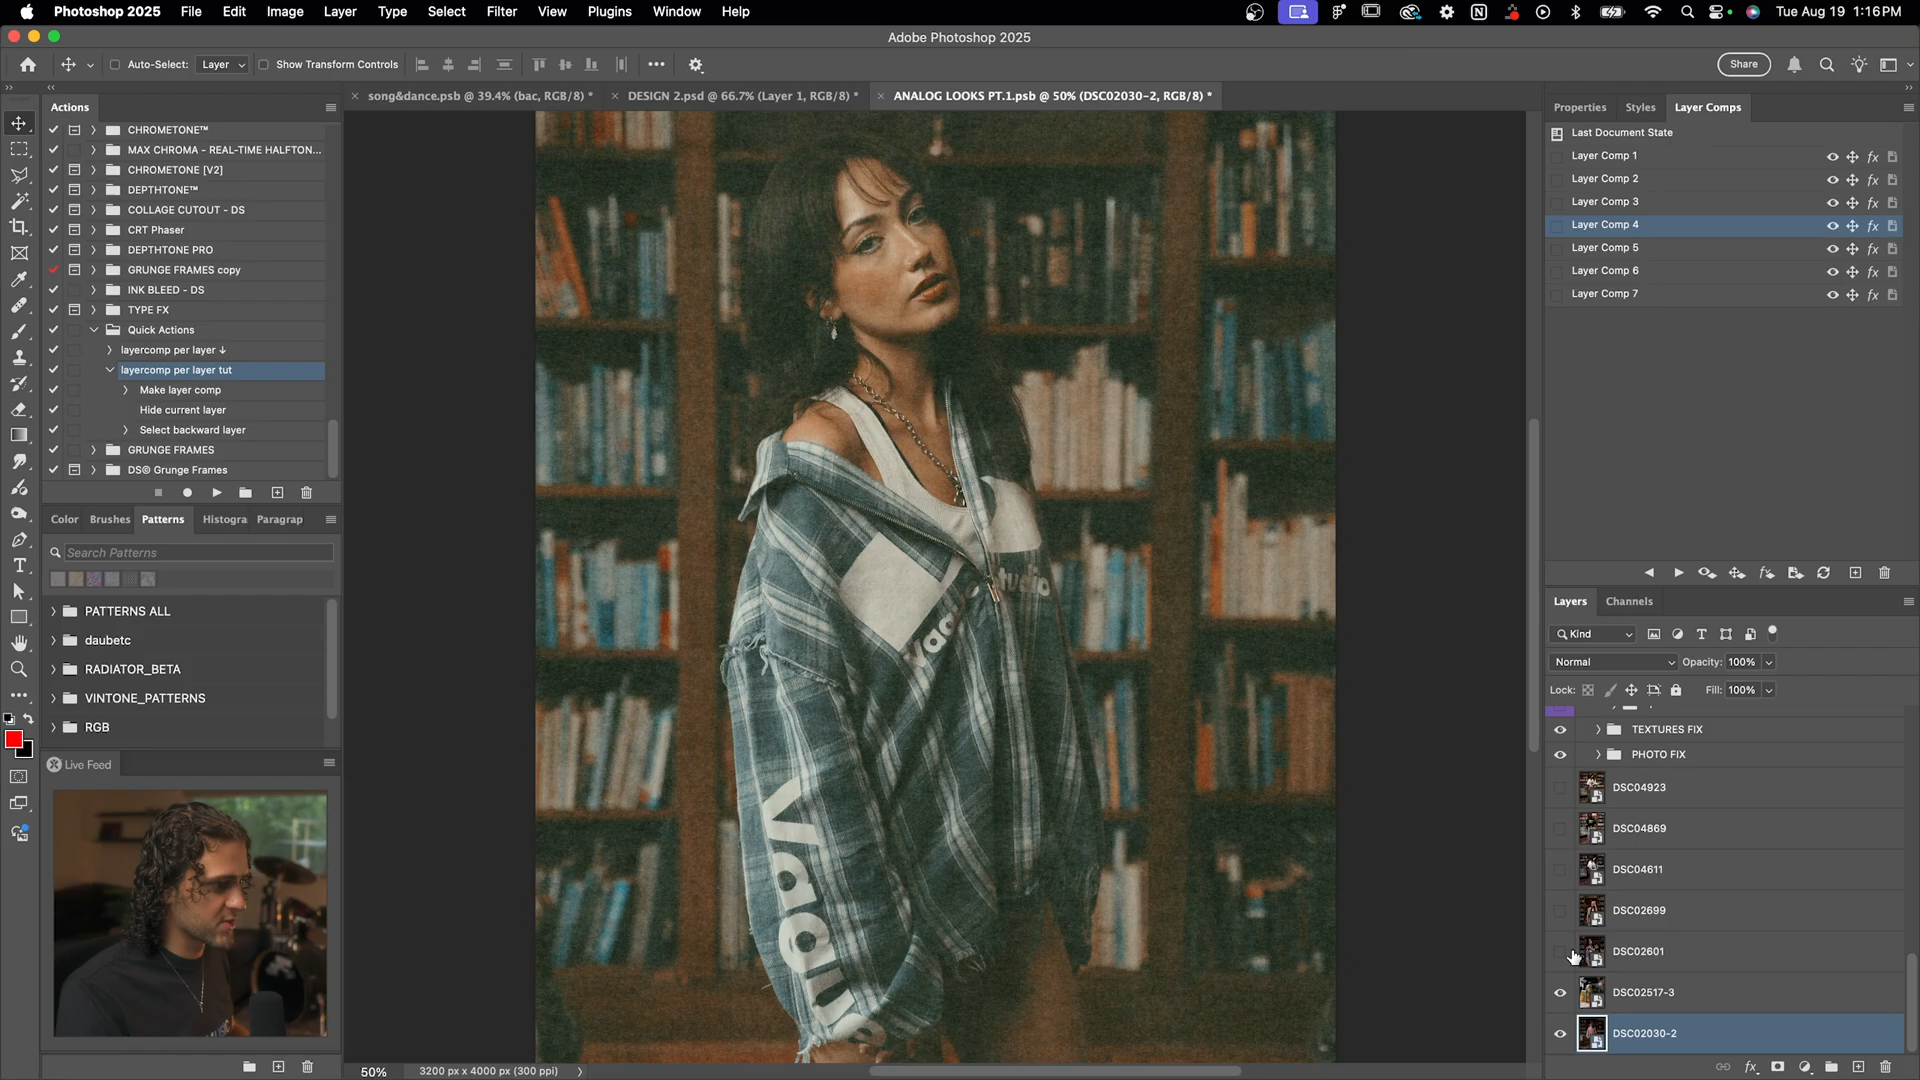 Photoshop 2025 File Edit Image Layer Type Select Filter View Plugins Window Help
Tue Aug 19 1:16 PM
Adobe Photoshop 2025
Auto-Select: Layer Show Transform Controls
Share
song&dance.psb @ 39.4% (bac, RGB/8) *
DESIGN 2.psd @ 66.7% (Layer 1, RGB/8) *
ANALOG LOOKS PT.1.psb @ 50% (DSC02030-2, RGB/8) *
Actions
CHROMETONE™
MAX CHROMA - REAL-TIME HALFTON...
CHROMETONE [V2]
DEPTHTONE™
COLLAGE CUTOUT - DS
CRT Phaser
DEPTHTONE PRO
GRUNGE FRAMES copy
INK BLEED - DS
TYPE FX
Quick Actions
layercomp per layer ↓
layercomp per layer tut
Make layer comp
Hide current layer
Select backward layer
GRUNGE FRAMES
DS© Grunge Frames
Color Brushes Patterns Histogra Paragrap
Search Patterns
PATTERNS ALL
daubetc
RADIATOR_BETA
VINTONE_PATTERNS
RGB
Live Feed
studio
50% 3200 px x 4000 px (300 ppi)
Properties Styles Layer Comps
Last Document State
Layer Comp 1
Layer Comp 2
Layer Comp 3
Layer Comp 4
Layer Comp 5
Layer Comp 6
Layer Comp 7
Layers Channels
Kind
Normal Opacity: 100%
Lock: Fill: 100%
TEXTURES FIX
PHOTO FIX
DSC04923
DSC04869
DSC04611
DSC02699
DSC02601
DSC02517-3
DSC02030-2